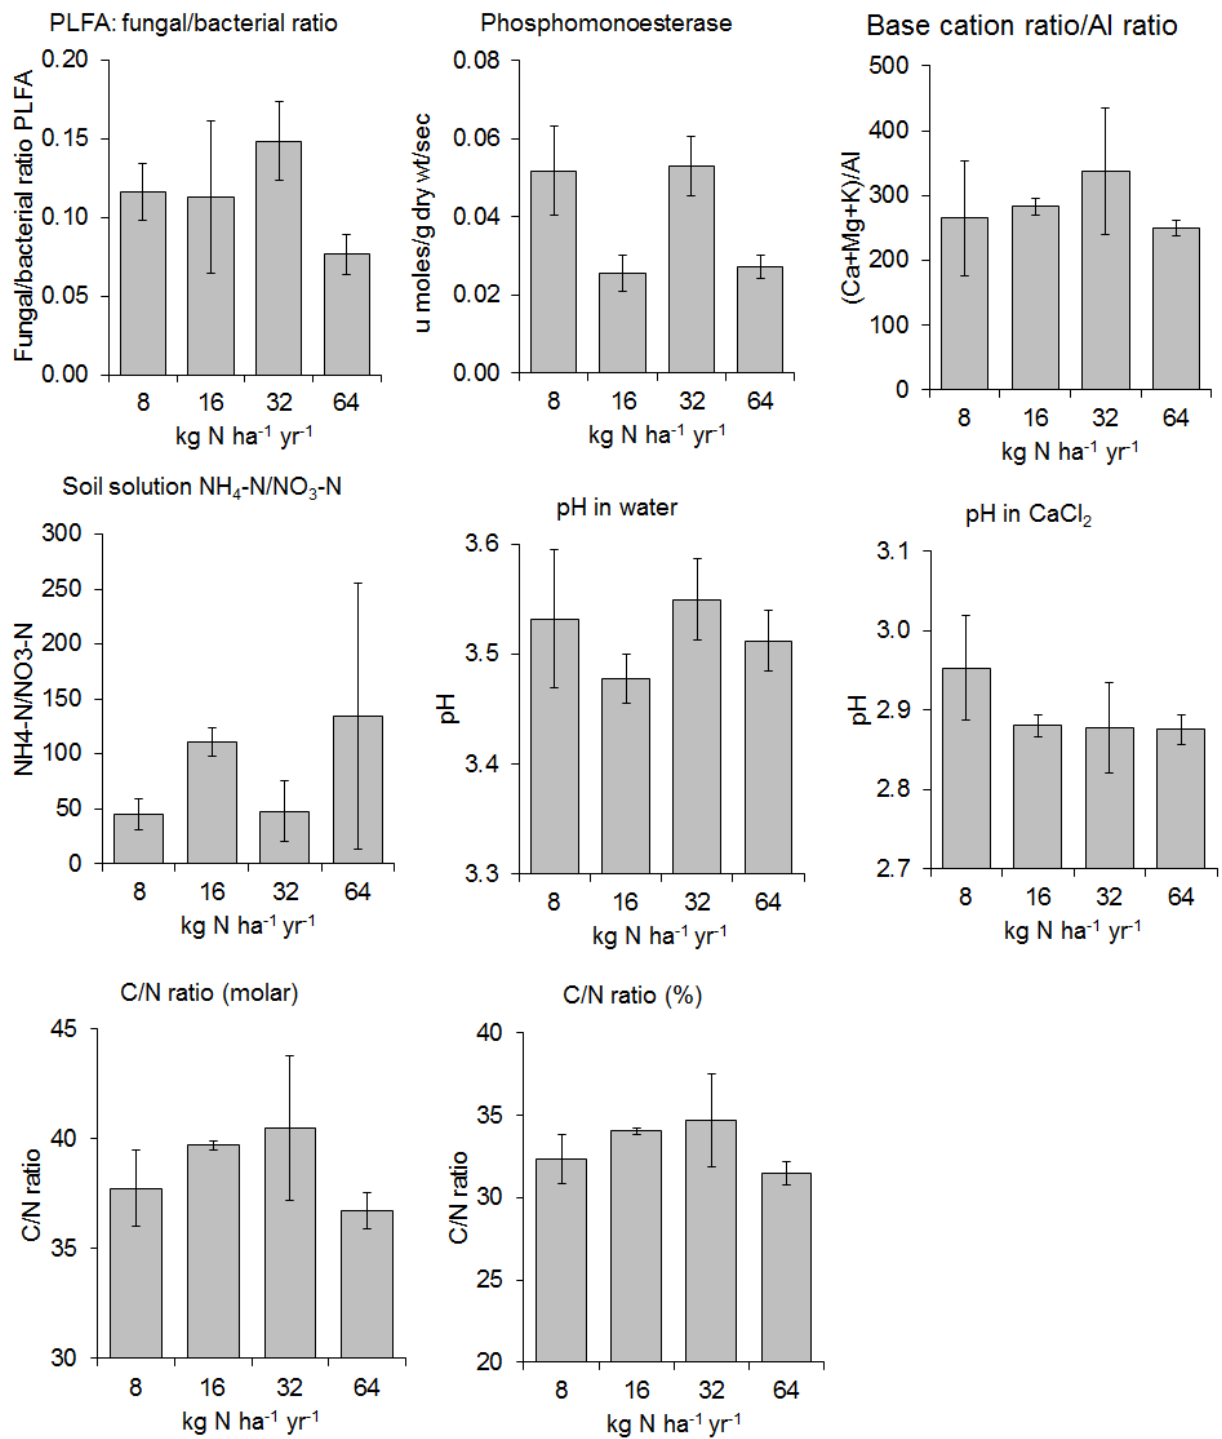 PLFA: fungal/bacterial ratio
Fungal/bacterial ratio PLFA
0.20
0.15
0.10
0.05
0.00
8 16 32 64
kg N ha⁻¹ yr⁻¹
Phosphomonoesterase
u moles/g dry wt/sec
0.08
0.06
0.04
0.02
0.00
8 16 32 64
kg N ha⁻¹ yr⁻¹
Base cation ratio/Al ratio
(Ca+Mg+K)/Al
500
400
300
200
100
0
8 16 32 64
kg N ha⁻¹ yr⁻¹
Soil solution NH₄-N/NO₃-N
NH4-N/NO3-N
300
250
200
150
100
50
0
8 16 32 64
kg N ha⁻¹ yr⁻¹
pH in water
pH
3.6
3.5
3.4
3.3
8 16 32 64
kg N ha⁻¹ yr⁻¹
pH in CaCl₂
pH
3.1
3.0
2.9
2.8
2.7
8 16 32 64
kg N ha⁻¹ yr⁻¹
C/N ratio (molar)
C/N ratio
45
40
35
30
8 16 32 64
kg N ha⁻¹ yr⁻¹
C/N ratio (%)
C/N ratio
40
35
30
25
20
8 16 32 64
kg N ha⁻¹ yr⁻¹